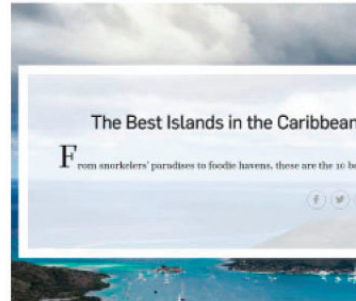 The Best Islands in the Caribbean
From snorkelers' paradises to foodie havens, these are the 10